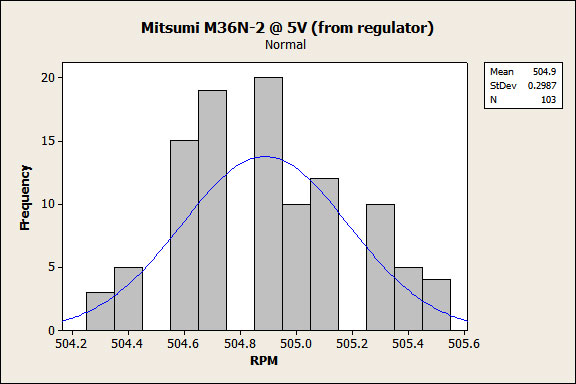 Mitsumi M36N-2 @ 5V (from regulator)
Normal
Mean 504.9
StDev 0.2987
N 103
Frequency
20
15
10
5
0
504.2 504.4 504.6 504.8 505.0 505.2 505.4 505.6
RPM